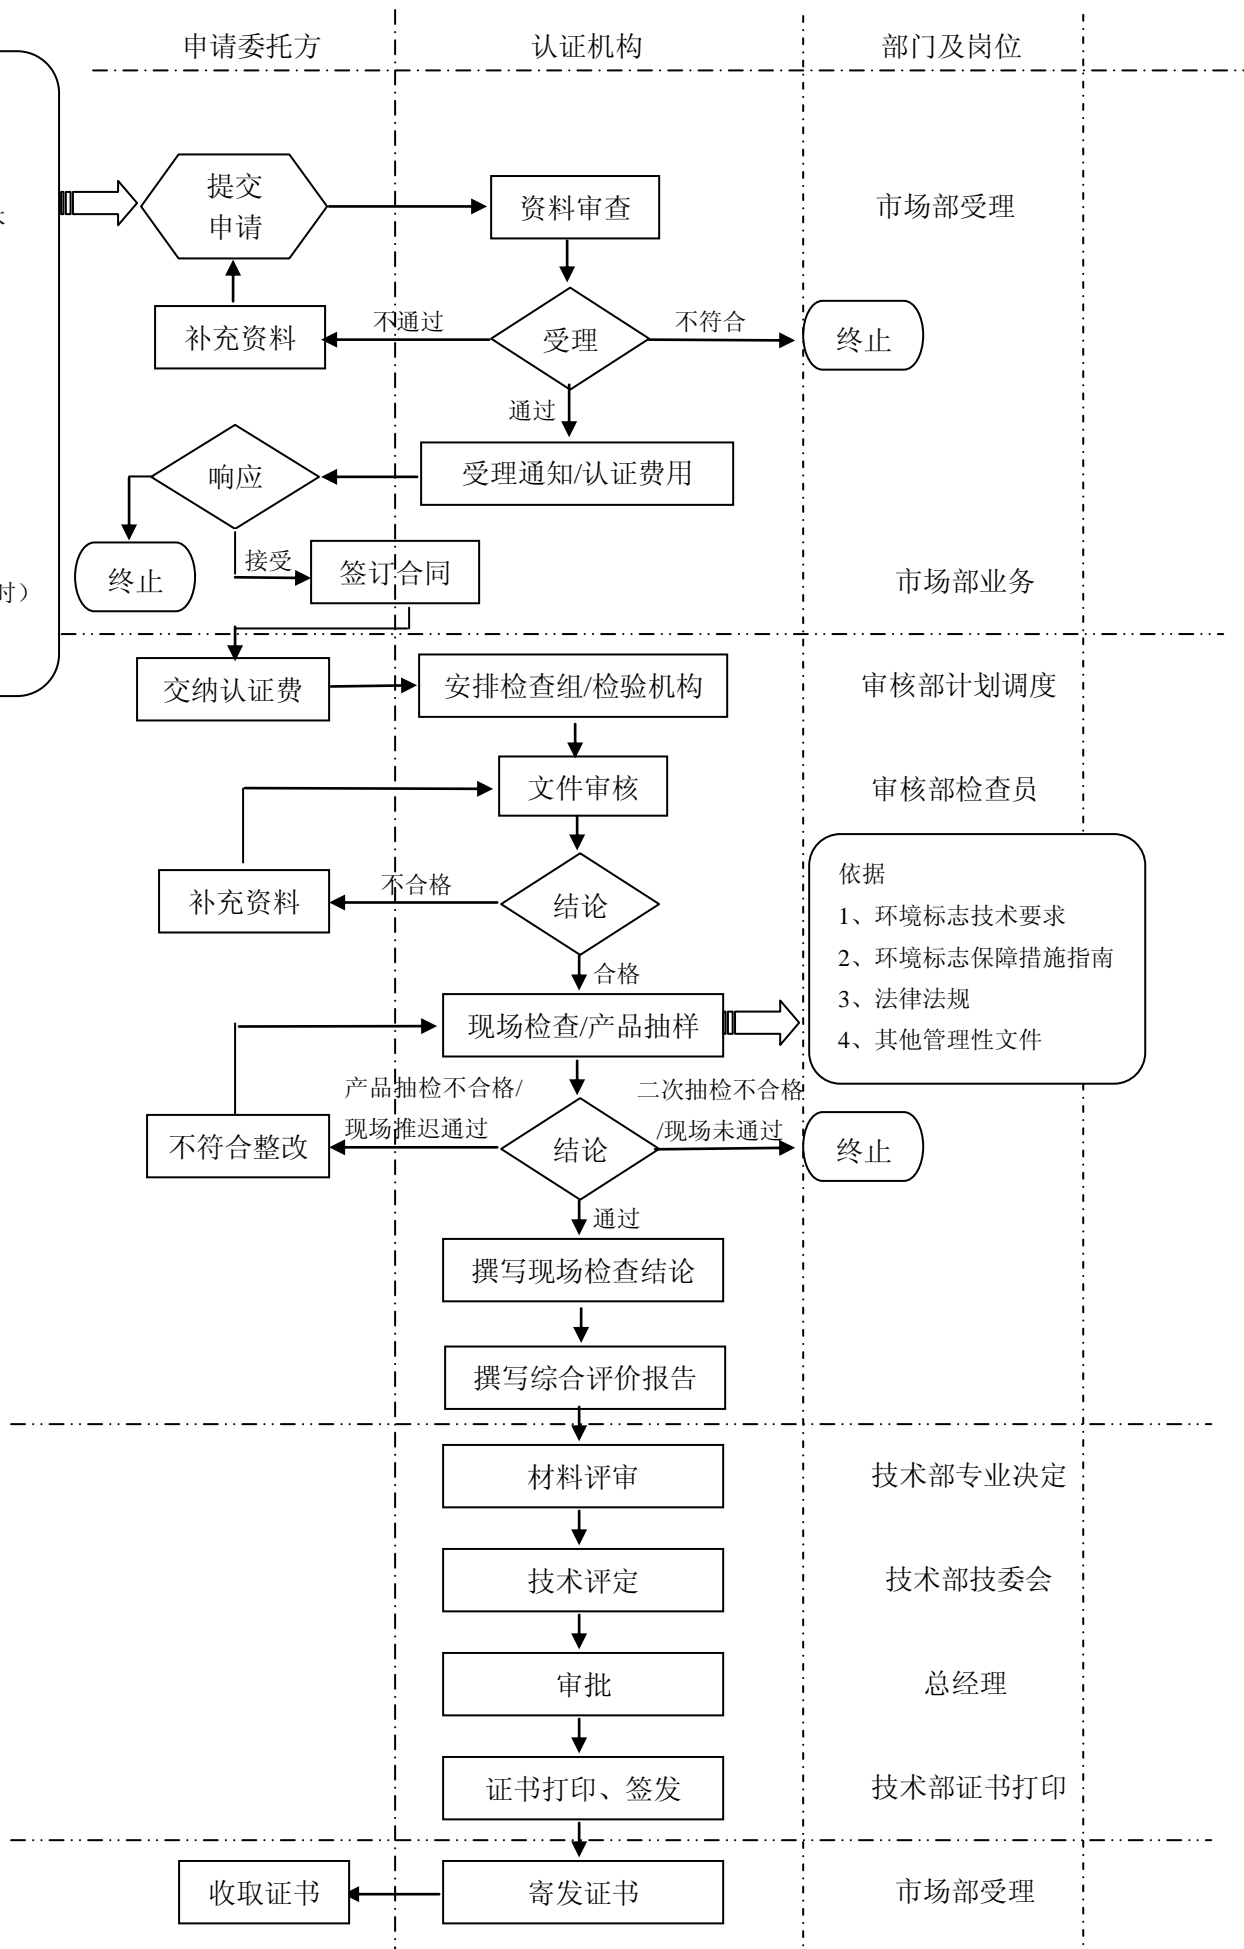 申请委托方
认证机构
部门及岗位
提交
申请
资料审查
市场部受理
补充资料
不通过
受理
不符合
终止
通过
响应
受理通知/认证费用
终止
接受
签订合同
市场部业务
时）
交纳认证费
安排检查组/检验机构
审核部计划调度
文件审核
审核部检查员
补充资料
不合格
结论
依据
1、环境标志技术要求
2、环境标志保障措施指南
3、法律法规
4、其他管理性文件
合格
现场检查/产品抽样
产品抽检不合格/
现场推迟通过
二次抽检不合格
/现场未通过
不符合整改
结论
终止
通过
撰写现场检查结论
撰写综合评价报告
材料评审
技术部专业决定
技术评定
技术部技委会
审批
总经理
证书打印、签发
技术部证书打印
收取证书
寄发证书
市场部受理